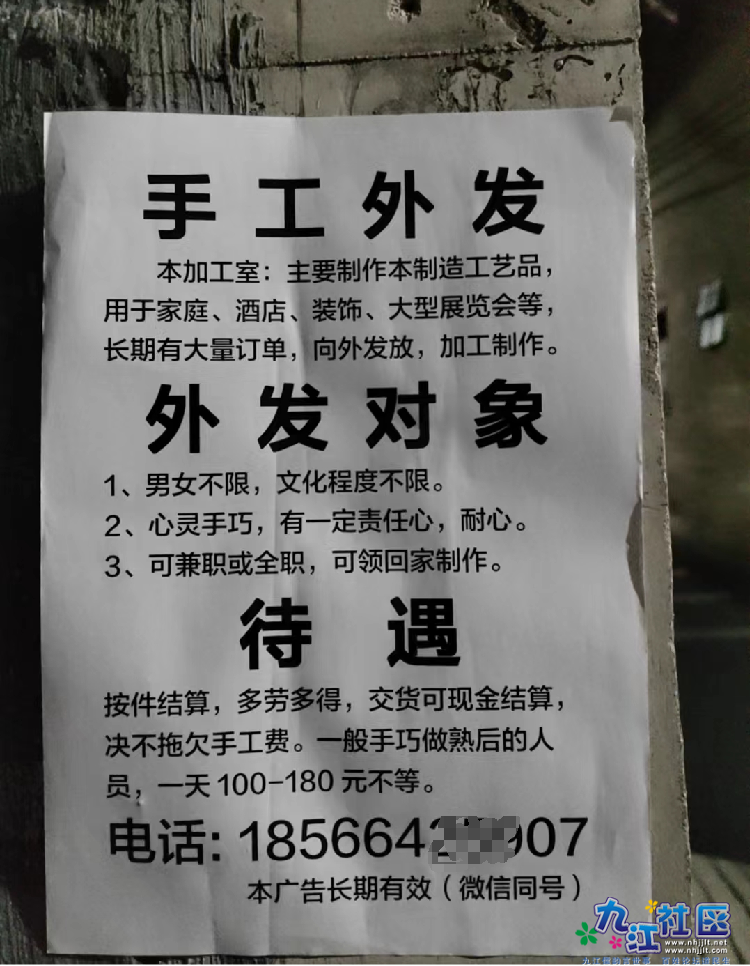 手工外发
本加工室：主要制作本制造工艺品，
用于家庭、酒店、装饰、大型展览会等，
长期有大量订单，向外发放，加工制作。
外发对象
1、男女不限，文化程度不限。
2、心灵手巧，有一定责任心，耐心。
3、可兼职或全职，可领回家制作。
待遇
按件结算，多劳多得，交货可现金结算，
决不拖欠手工费。一般手巧做熟后的人
员，一天100-180元不等。
电话：185664 907
本广告长期有效（微信同号）
九江社区
www.nhjjlt.net
www.nhjjlt.com